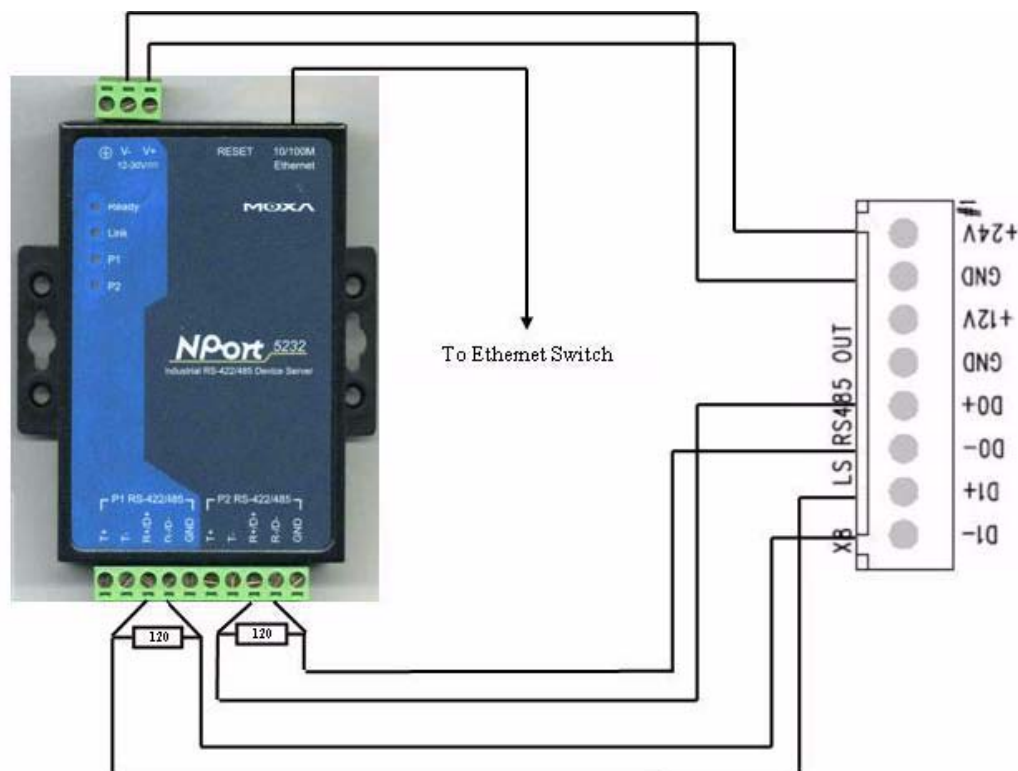 V- V+
12-30V
RESET
10/100M
Ethernet
MOXA
Ready
Link
P1
P2
NPort 5232
Industrial RS-422/485 Device Server
P1 RS-422/485
P2 RS-422/485
T+
T-
R+/D+
R-/D-
GND
T+
T-
R+/D+
R-/D-
GND
120
120
To Ethernet Switch
XB LS RS485 OUT
+24V
GND
+12V
GND
D0+
D0-
D1+
D1-